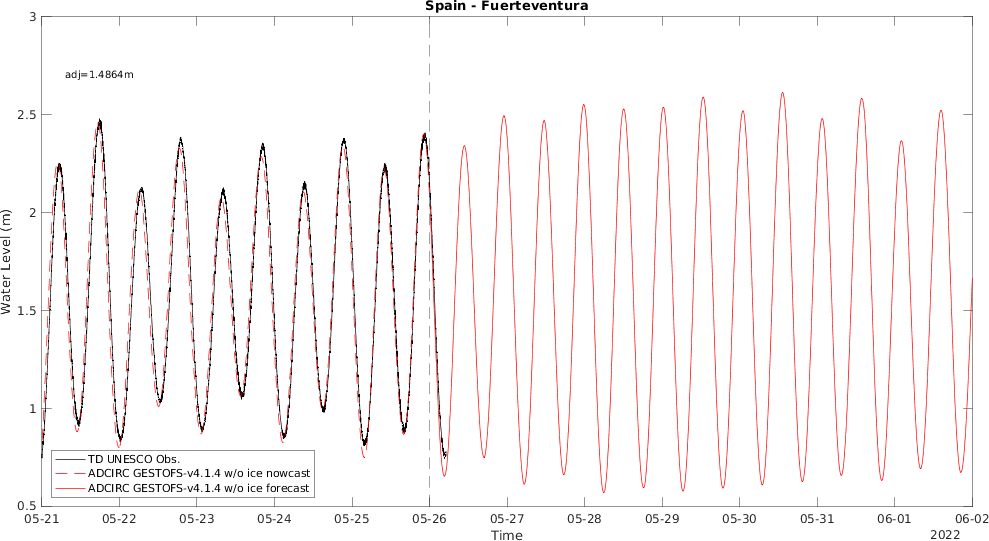 Spain - Fuerteventura
3
adj=1.4864m
2.5
2
Water Level (m)
1.5
1
TD UNESCO Obs.
ADCIRC GESTOFS-v4.1.4 w/o ice nowcast
ADCIRC GESTOFS-v4.1.4 w/o ice forecast
0.5
05-21 05-22 05-23 05-24 05-25 05-26 05-27 05-28 05-29 05-30 05-31 06-01 06-02
Time
2022